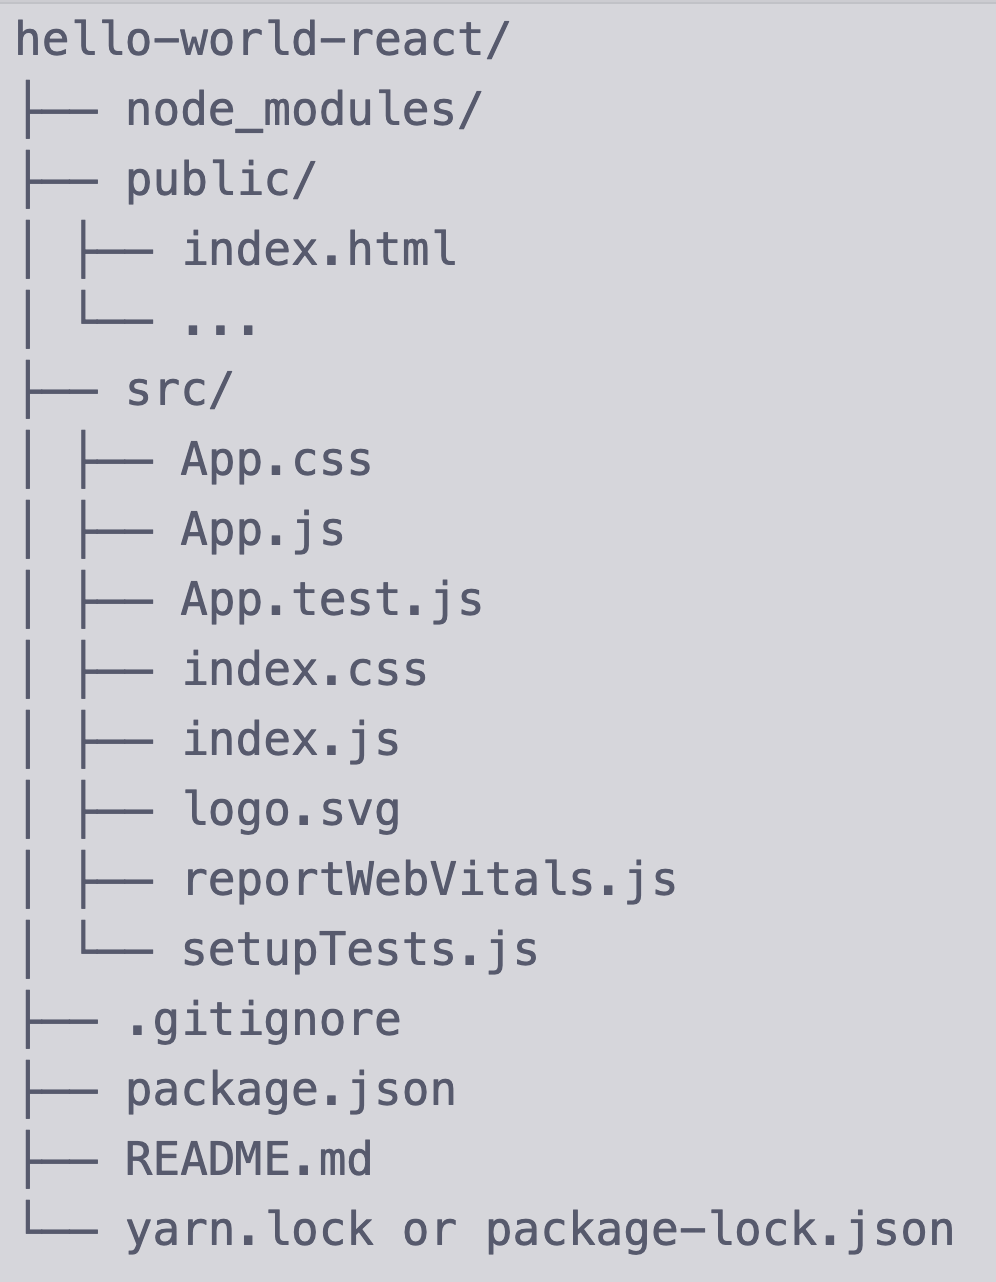 hello-world-react/
├── node_modules/
├── public/
│ ├── index.html
│ └── ...
├── src/
│ ├── App.css
│ ├── App.js
│ ├── App.test.js
│ ├── index.css
│ ├── index.js
│ ├── logo.svg
│ ├── reportWebVitals.js
│ └── setupTests.js
├── .gitignore
├── package.json
├── README.md
└── yarn.lock or package-lock.json